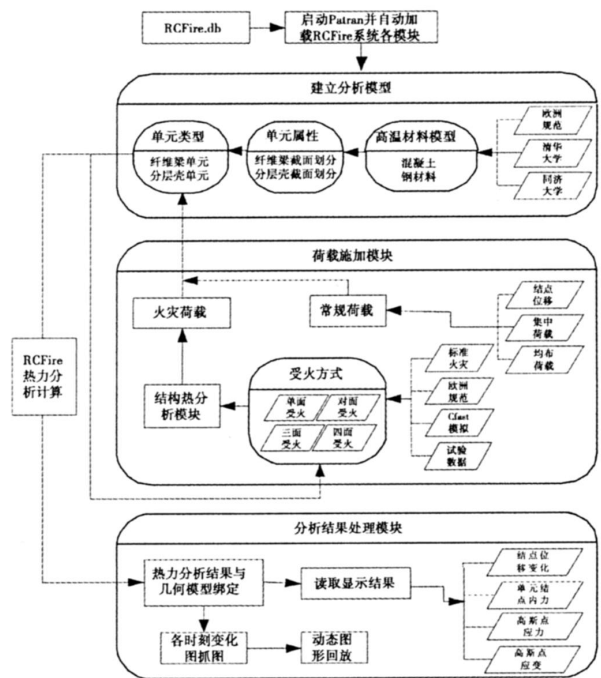 RCFire.db
启动Patran并自动加
载RCFire系统各模块
建立分析模型
单元类型
纤维梁单元
分层壳单元
单元属性
纤维梁截面划分
分层壳截面划分
高温材料模型
混凝土
钢材料
欧洲
规范
清华
大学
同济
大学
荷载施加模块
火灾荷载
常规荷载
结点
位移
集中
荷载
均布
荷载
RCFire
热力分
析计算
结构热分
析模块
受火方式
单面
受火
对面
受火
三面
受火
四面
受火
标准
火灾
欧洲
规范
Cfast
模拟
试验
数据
分析结果处理模块
热力分析结果与
几何模型绑定
读取显示结果
结点位
移变化
单元结
点内力
高斯点
应力
高斯点
应变
各时刻变化
图抓图
动态图
形回放